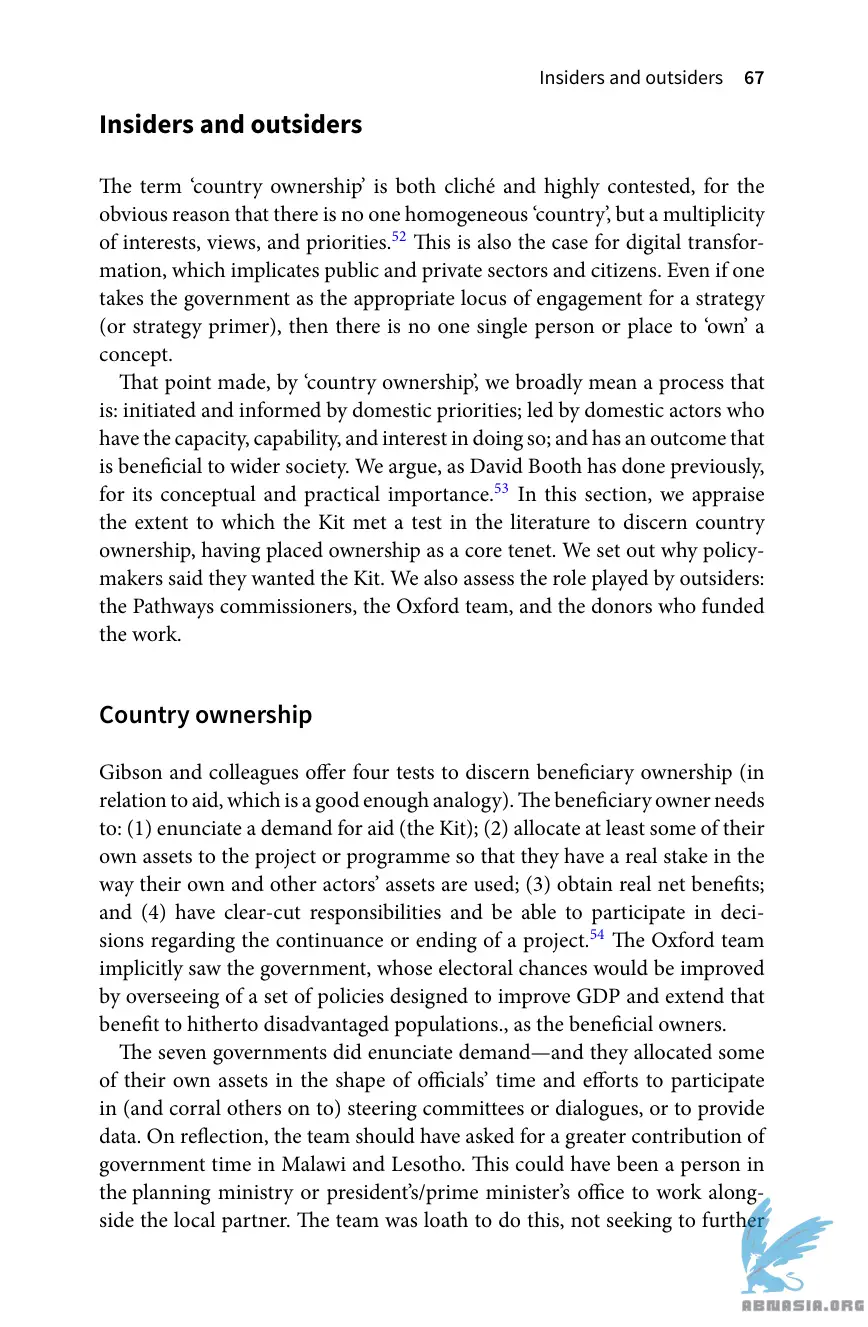 Insiders and outsiders 67
Insiders and outsiders
The term ‘country ownership’ is both cliché and highly contested, for the
obvious reason that there is no one homogeneous ‘country’, but a multiplicity
of interests, views, and priorities.52 This is also the case for digital transfor-
mation, which implicates public and private sectors and citizens. Even if one
takes the government as the appropriate locus of engagement for a strategy
(or strategy primer), then there is no one single person or place to ‘own’ a
concept.
That point made, by ‘country ownership’, we broadly mean a process that
is: initiated and informed by domestic priorities; led by domestic actors who
have the capacity, capability, and interest in doing so; and has an outcome that
is beneficial to wider society. We argue, as David Booth has done previously,
for its conceptual and practical importance.53 In this section, we appraise
the extent to which the Kit met a test in the literature to discern country
ownership, having placed ownership as a core tenet. We set out why policy-
makers said they wanted the Kit. We also assess the role played by outsiders:
the Pathways commissioners, the Oxford team, and the donors who funded
the work.
Country ownership
Gibson and colleagues offer four tests to discern beneficiary ownership (in
relation to aid, which is a good enough analogy). The beneficiary owner needs
to: (1) enunciate a demand for aid (the Kit); (2) allocate at least some of their
own assets to the project or programme so that they have a real stake in the
way their own and other actors’ assets are used; (3) obtain real net benefits;
and (4) have clear-cut responsibilities and be able to participate in deci-
sions regarding the continuance or ending of a project.54 The Oxford team
implicitly saw the government, whose electoral chances would be improved
by overseeing of a set of policies designed to improve GDP and extend that
benefit to hitherto disadvantaged populations., as the beneficial owners.
The seven governments did enunciate demand—and they allocated some
of their own assets in the shape of officials’ time and efforts to participate
in (and corral others on to) steering committees or dialogues, or to provide
data. On reflection, the team should have asked for a greater contribution of
government time in Malawi and Lesotho. This could have been a person in
the planning ministry or president’s/prime minister’s office to work along-
side the local partner. The team was loath to do this, not seeking to further
ABNASIA.ORG